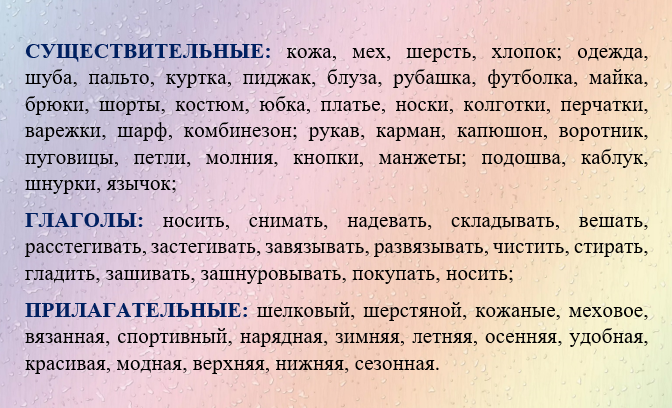 СУЩЕСТВИТЕЛЬНЫЕ: кожа, мех, шерсть, хлопок; одежда,
шуба, пальто, куртка, пиджак, блуза, рубашка, футболка, майка,
брюки, шорты, костюм, юбка, платье, носки, колготки, перчатки,
варежки, шарф, комбинезон; рукав, карман, капюшон, воротник,
пуговицы, петли, молния, кнопки, манжеты; подошва, каблук,
шнурки, язычок;
ГЛАГОЛЫ: носить, снимать, надевать, складывать, вешать,
расстегивать, застегивать, завязывать, развязывать, чистить, стирать,
гладить, зашивать, зашнуровывать, покупать, носить;
ПРИЛАГАТЕЛЬНЫЕ: шелковый, шерстяной, кожаные, меховое,
вязанная, спортивный, нарядная, зимняя, летняя, осенняя, удобная,
красивая, модная, верхняя, нижняя, сезонная.